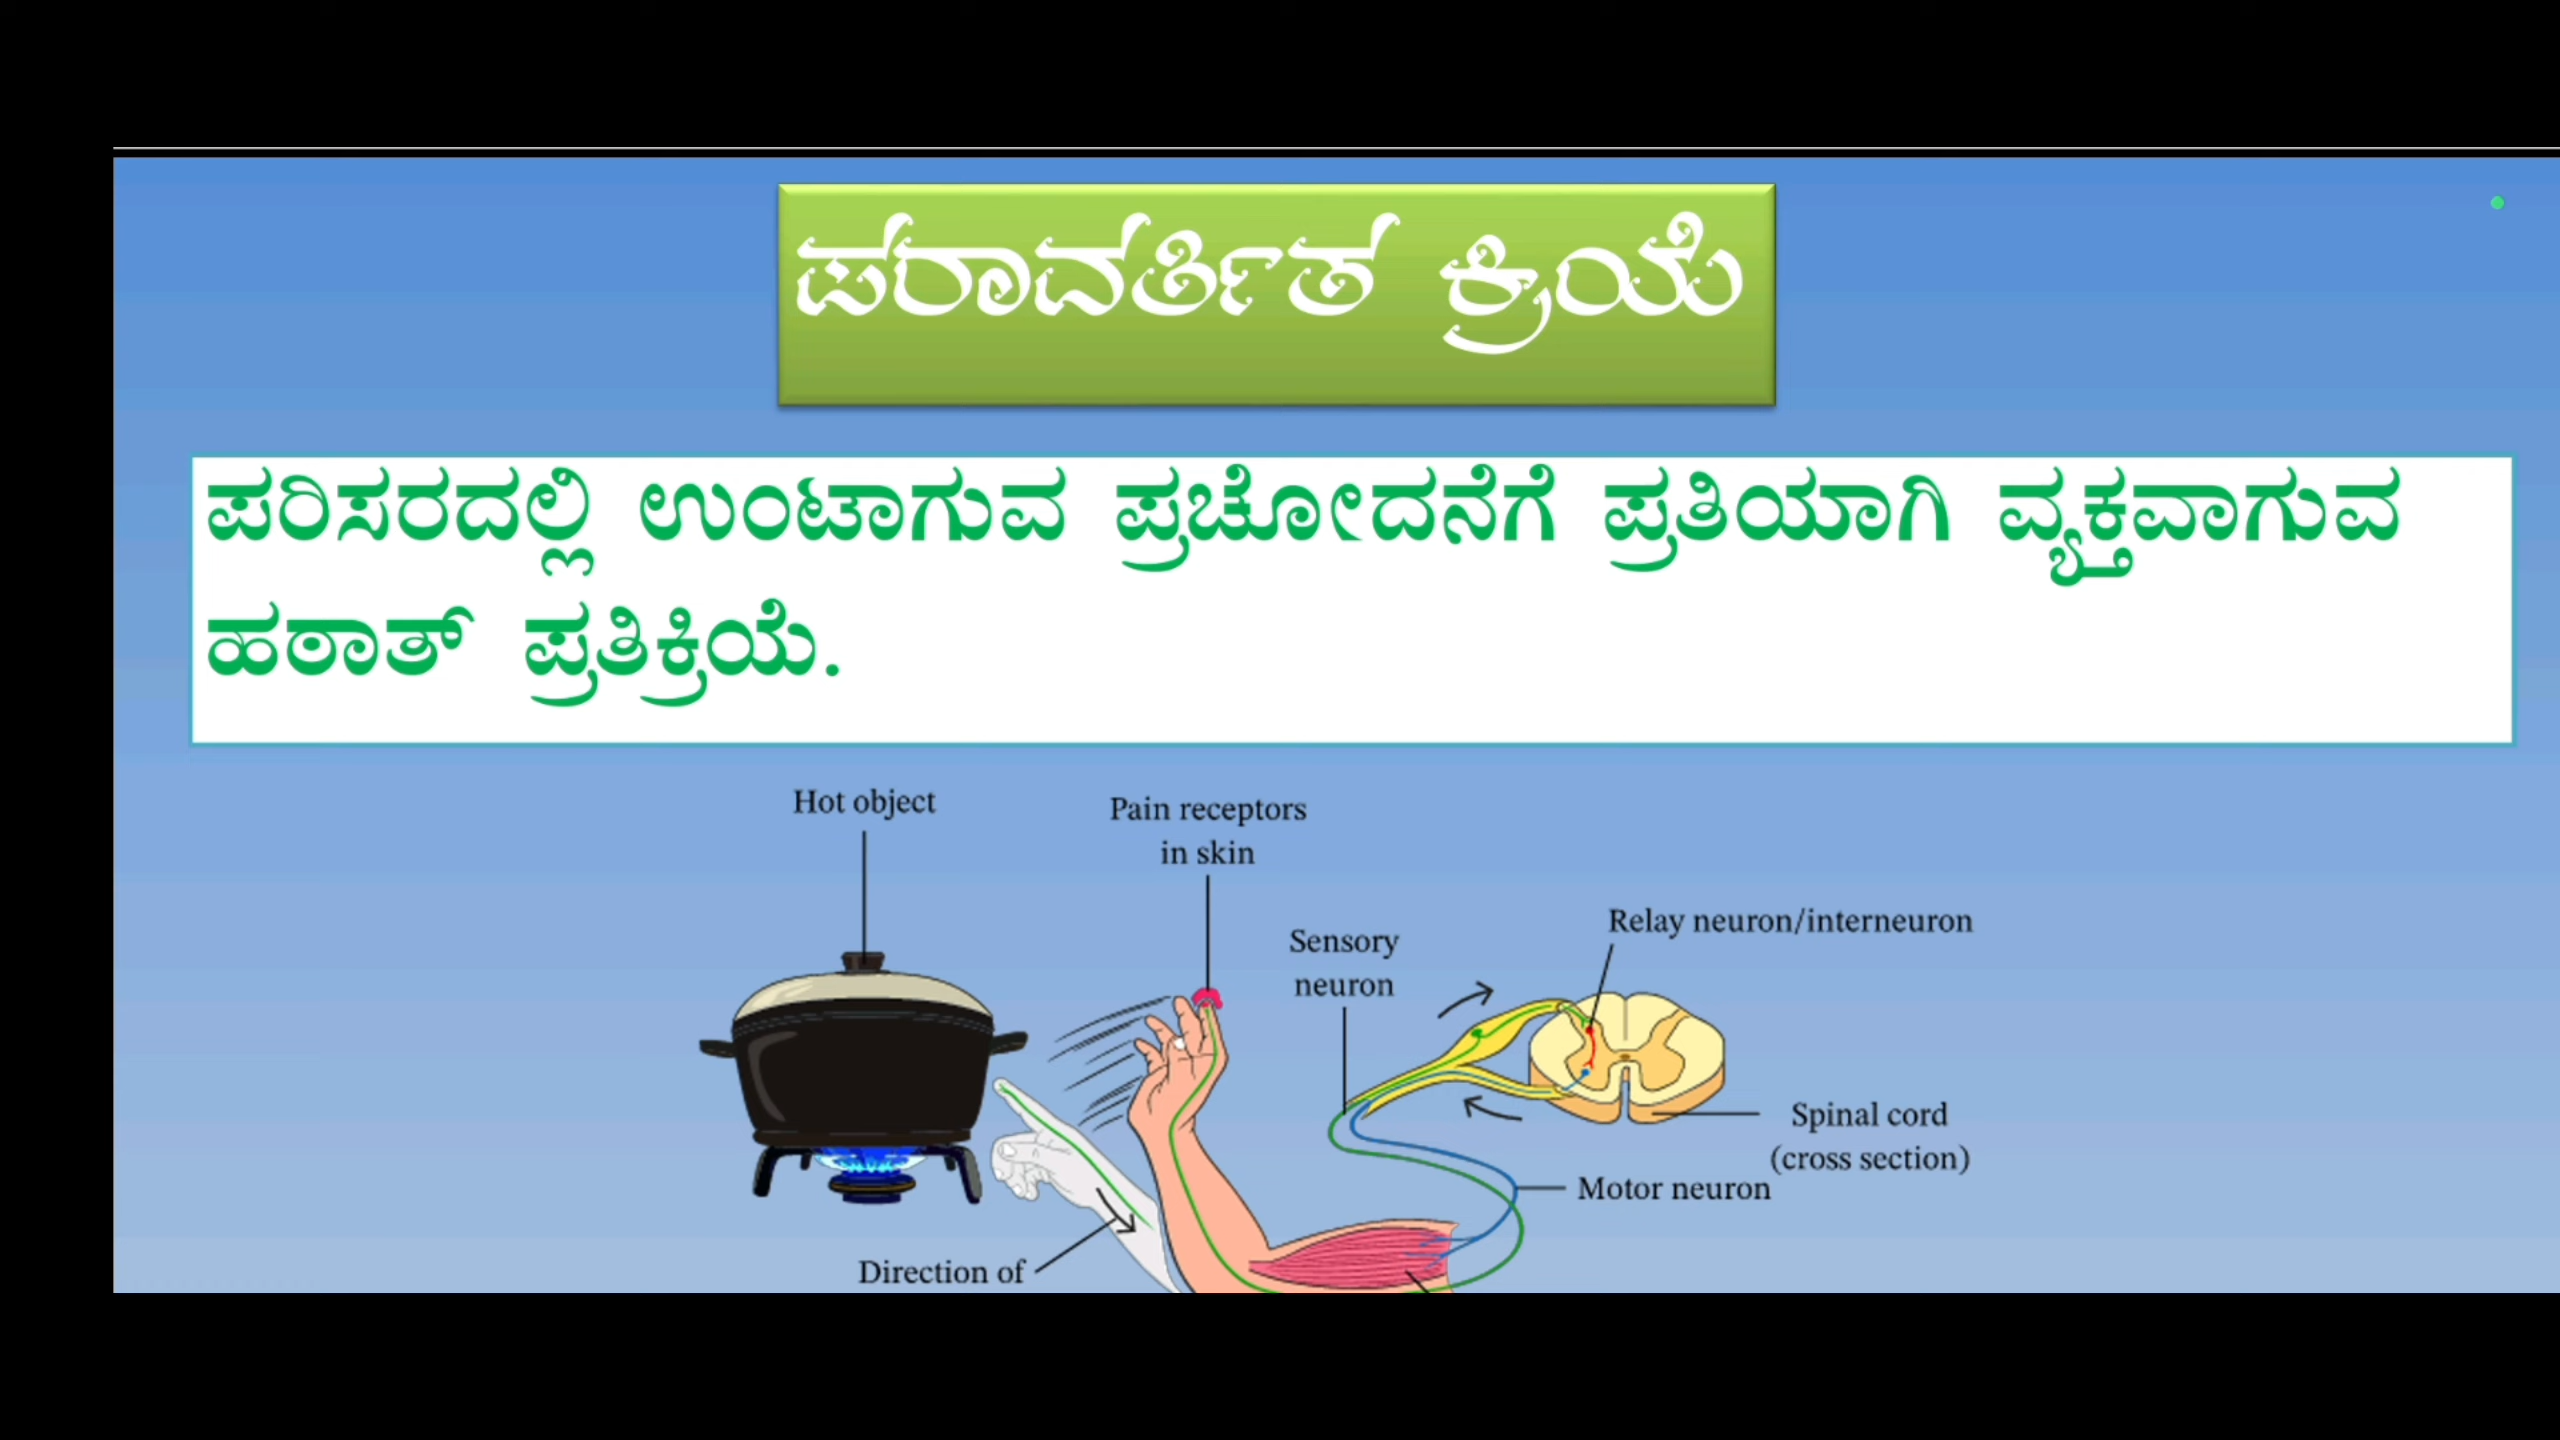 ಪರಾವರ್ತಿತ ಕ್ರಿಯೆ
ಪರಿಸರದಲ್ಲಿ ಉಂಟಾಗುವ ಪ್ರಚೋದನೆಗೆ ಪ್ರತಿಯಾಗಿ ವ್ಯಕ್ತವಾಗುವ
ಹಠಾತ್ ಪ್ರತಿಕ್ರಿಯೆ.
Hot object
Pain receptors
in skin
Sensory
neuron
Relay neuron/interneuron
Spinal cord
(cross section)
Motor neuron
Direction of